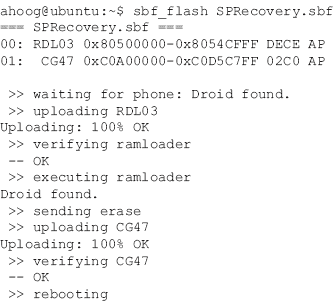 ahoog@ubuntu:~$ sbf_flash SPRecovery.sbf
=== SPRecovery.sbf ===
00: RDL03 0x80500000-0x8054CFFF DECE AP
01:  CG47 0xC0A00000-0xC0D5C7FF 02C0 AP

 >> waiting for phone: Droid found.
 >> uploading RDL03
Uploading: 100% OK
 >> verifying ramloader
 -- OK
 >> executing ramloader
Droid found.
 >> sending erase
 >> uploading CG47
Uploading: 100% OK
 >> verifying CG47
 -- OK
 >> rebooting